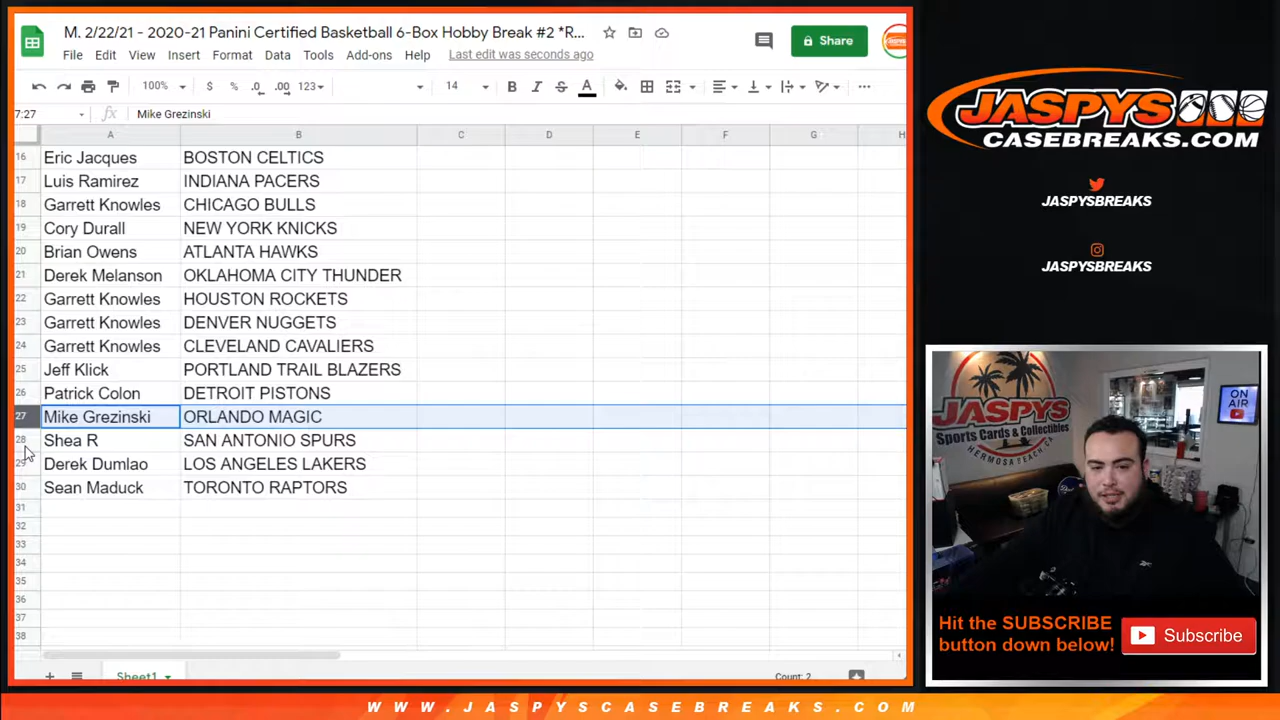 M. 2/22/21 - 2020-21 Panini Certified Basketball 6-Box Hobby Break #2 *R...
Share
File Edit View Insert Format Data Tools Add-ons Help Last edit was seconds ago
100% $ % .0 .00 123 14 B I S A
7:27 fx Mike Grezinski
A B C D E F G H
16 Eric Jacques BOSTON CELTICS
17 Luis Ramirez INDIANA PACERS
18 Garrett Knowles CHICAGO BULLS
19 Cory Durall NEW YORK KNICKS
20 Brian Owens ATLANTA HAWKS
21 Derek Melanson OKLAHOMA CITY THUNDER
22 Garrett Knowles HOUSTON ROCKETS
23 Garrett Knowles DENVER NUGGETS
24 Garrett Knowles CLEVELAND CAVALIERS
25 Jeff Klick PORTLAND TRAIL BLAZERS
26 Patrick Colon DETROIT PISTONS
27 Mike Grezinski ORLANDO MAGIC
28 Shea R SAN ANTONIO SPURS
29 Derek Dumlao LOS ANGELES LAKERS
30 Sean Maduck TORONTO RAPTORS
31
32
33
34
35
36
37
38
Sheet1
Count: 2
JASPYS
CASEBREAKS.COM
JASPYSBREAKS
JASPYSBREAKS
JASPYS
Sports Cards & Collectibles
HERMOSA BEACH CA
ON AIR
Hit the SUBSCRIBE
button down below!
Subscribe
WWW.JASPYSCASEBREAKS.COM